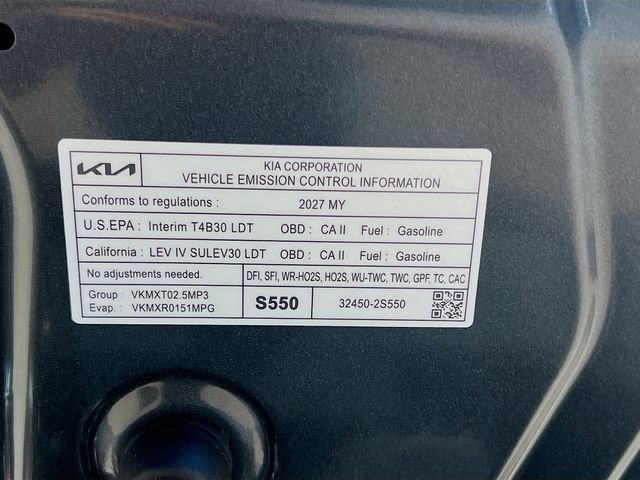 KIA
KIA CORPORATION
VEHICLE EMISSION CONTROL INFORMATION
Conforms to regulations : 2027 MY
U.S.EPA : Interim T4B30 LDT OBD : CA II Fuel : Gasoline
California : LEV IV SULEV30 LDT OBD : CA II Fuel : Gasoline
No adjustments needed. DFI, SFI, WR-HO2S, HO2S, WU-TWC, TWC, GPF, TC, CAC
Group : VKMXT02.5MP3
Evap. : VKMXR0151MPG
S550
32450-2S550